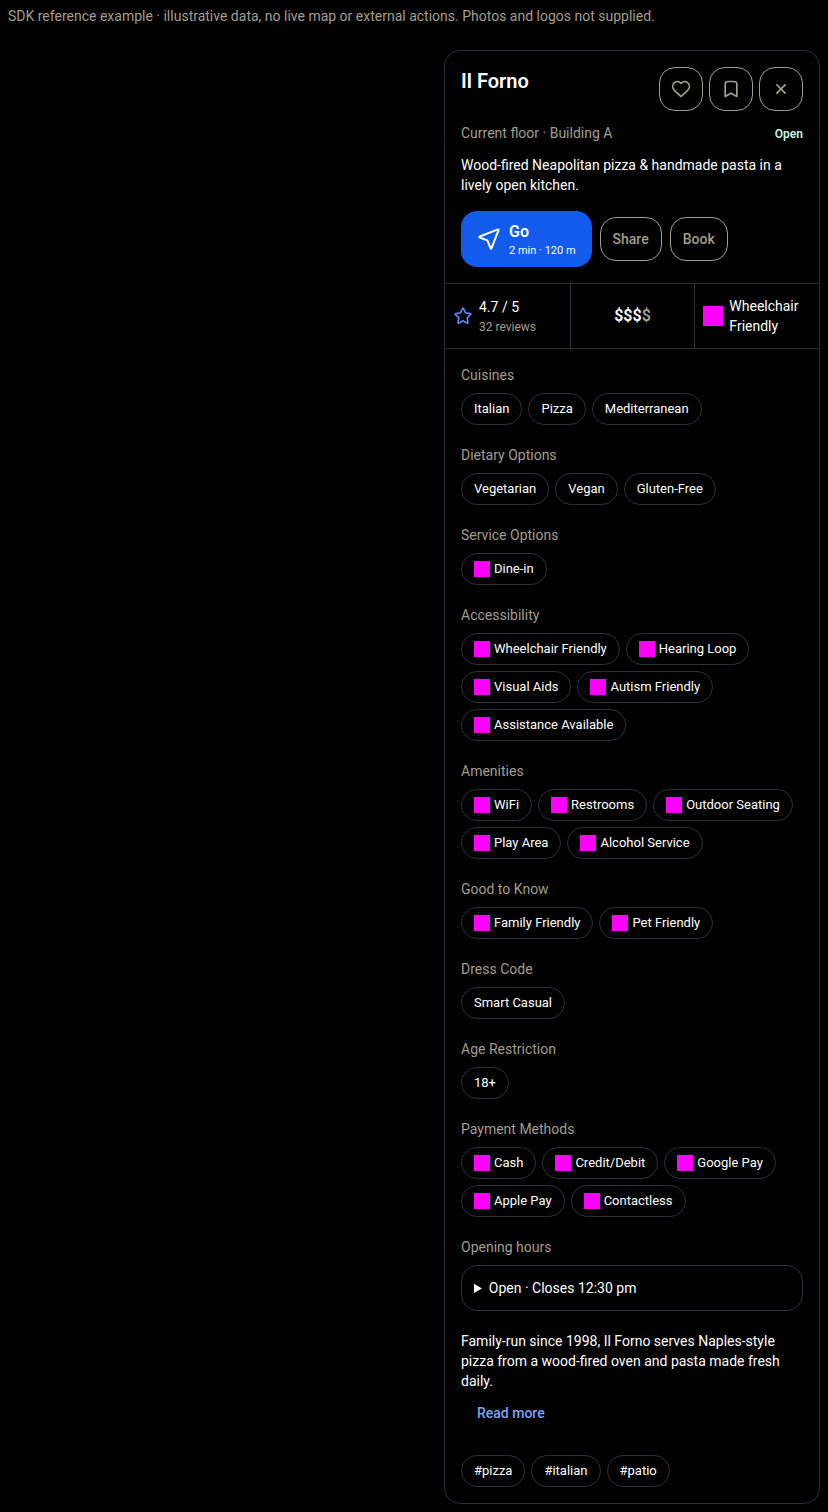 SDK reference example · illustrative data, no live map or external actions. Photos and logos not supplied.
Il Forno
Current floor · Building A
Open
Wood-fired Neapolitan pizza & handmade pasta in a
lively open kitchen.
Go
2 min · 120 m
Share
Book
4.7 / 5
32 reviews
$$$$
Wheelchair
Friendly
Cuisines
Italian
Pizza
Mediterranean
Dietary Options
Vegetarian
Vegan
Gluten-Free
Service Options
Dine-in
Accessibility
Wheelchair Friendly
Hearing Loop
Visual Aids
Autism Friendly
Assistance Available
Amenities
WiFi
Restrooms
Outdoor Seating
Play Area
Alcohol Service
Good to Know
Family Friendly
Pet Friendly
Dress Code
Smart Casual
Age Restriction
18+
Payment Methods
Cash
Credit/Debit
Google Pay
Apple Pay
Contactless
Opening hours
Open · Closes 12:30 pm
Family-run since 1998, Il Forno serves Naples-style
pizza from a wood-fired oven and pasta made fresh
daily.
Read more
#pizza
#italian
#patio